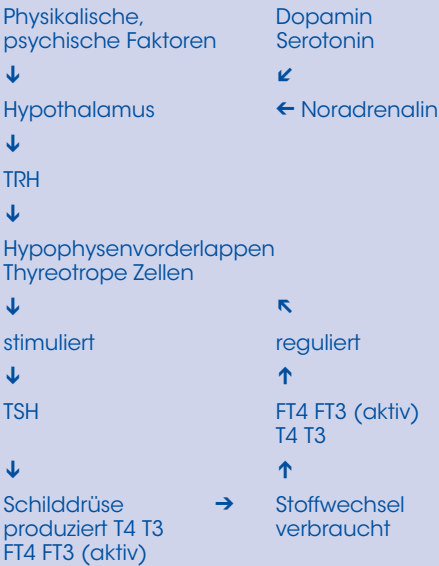 Physikalische, Dopamin
psychische Faktoren Serotonin
↓ ↙
Hypothalamus ← Noradrenalin
↓
TRH
↓
Hypophysenvorderlappen
Thyreotrope Zellen
↓ ↖
stimuliert reguliert
↓ ↑
TSH FT4 FT3 (aktiv)
T4 T3
↓ ↑
Schilddrüse → Stoffwechsel
produziert T4 T3 verbraucht
FT4 FT3 (aktiv)